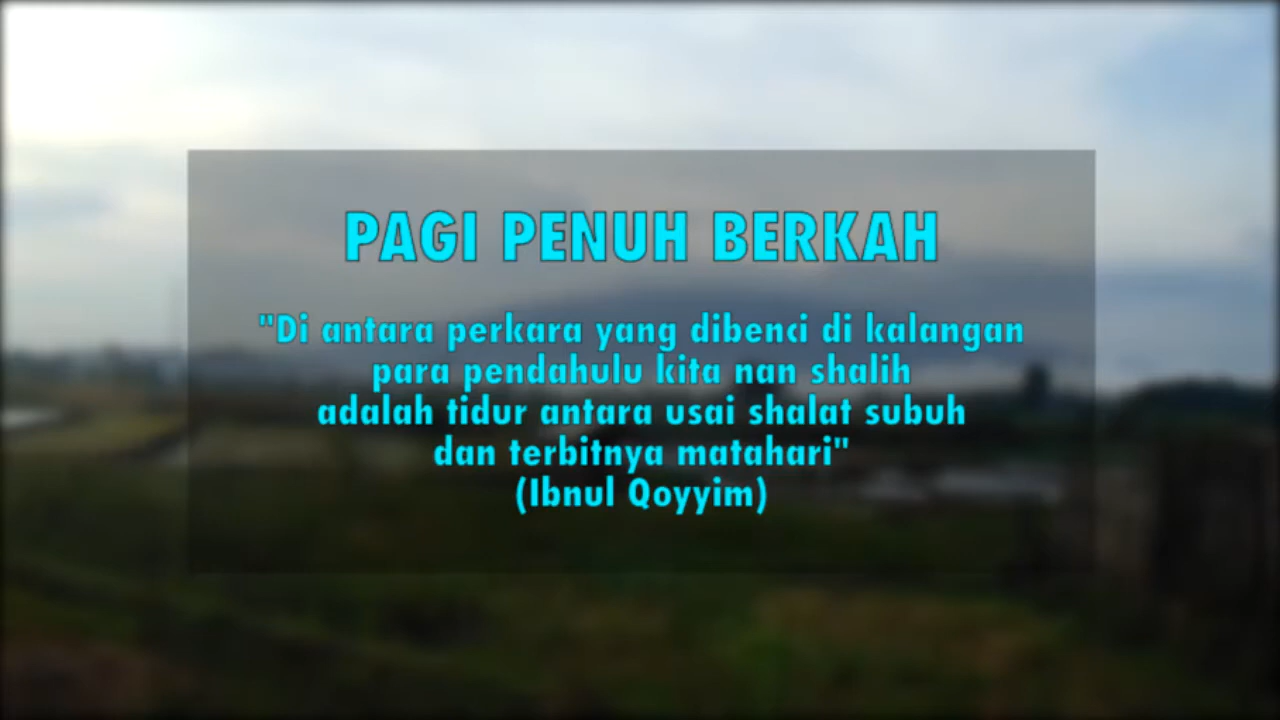 PAGI PENUH BERKAH
"Di antara perkara yang dibenci di kalangan
para pendahulu kita nan shalih
adalah tidur antara usai shalat subuh
dan terbitnya matahari"
(Ibnul Qoyyim)